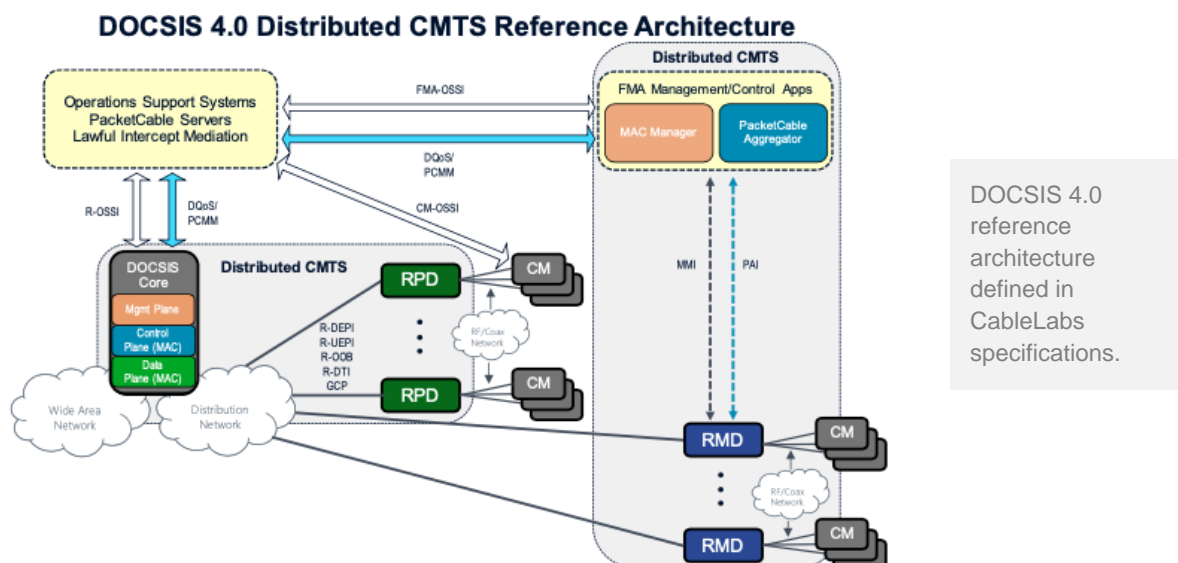 DOCSIS 4.0 Distributed CMTS Reference Architecture
Distributed CMTS
Operations Support Systems
PacketCable Servers
Lawful Intercept Mediation
FMA-OSSI
FMA Management/Control Apps
MAC Manager
PacketCable
Aggregator
DQoS/
PCMM
CM-OSSI
R-OSSI
DQoS/
PCMM
DOCSIS
Core
Mgmt Plane
Control
Plane (MAC)
Data
Plane (MAC)
Distributed CMTS
RPD
CM
R-DEPI
R-UEPI
R-OOB
R-DTI
GCP
RF/Coax
Network
RPD
CM
Wide Area
Network
Distribution
Network
MMI
PAI
RMD
CM
RF/Coax
Network
RMD
CM
DOCSIS 4.0
reference
architecture
defined in
CableLabs
specifications.